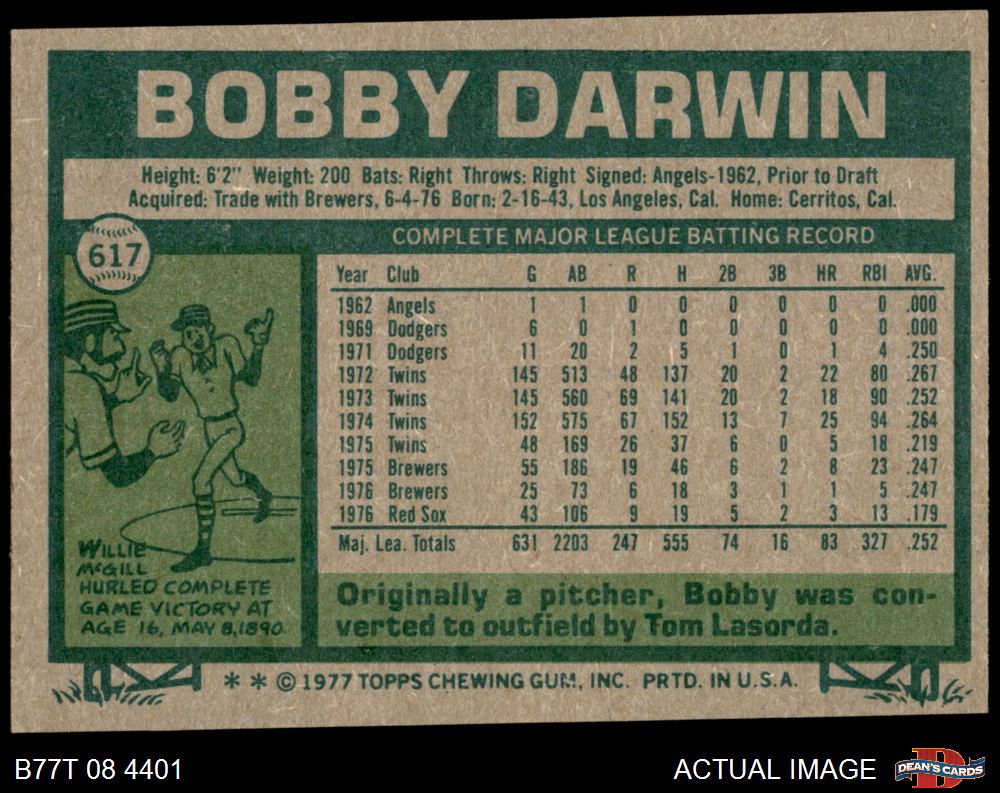 BOBBY DARWIN
Height: 6'2" Weight: 200 Bats: Right Throws: Right Signed: Angels-1962, Prior to Draft
Acquired: Trade with Brewers, 6-4-76 Born: 2-16-43, Los Angeles, Cal. Home: Cerritos, Cal.
617
COMPLETE MAJOR LEAGUE BATTING RECORD
Year Club G AB R H 2B 3B HR RBI AVG.
1962 Angels 1 1 0 0 0 0 0 0 .000
1969 Dodgers 6 0 1 0 0 0 0 0 .000
1971 Dodgers 11 20 2 5 1 0 1 4 .250
1972 Twins 145 513 48 137 20 2 22 80 .267
1973 Twins 145 560 69 141 20 2 18 90 .252
1974 Twins 152 575 67 152 13 7 25 94 .264
1975 Twins 48 169 26 37 6 0 5 18 .219
1975 Brewers 55 186 19 46 6 2 8 23 .247
1976 Brewers 25 73 6 18 3 1 1 5 .247
1976 Red Sox 43 106 9 19 5 2 3 13 .179
Maj. Lea. Totals 631 2203 247 555 74 16 83 327 .252
WILLIE
McGILL
HURLED COMPLETE
GAME VICTORY AT
AGE 16, MAY 8, 1890.
Originally a pitcher, Bobby was con-
verted to outfield by Tom Lasorda.
* * © 1977 TOPPS CHEWING GUM, INC. PRTD. IN U.S.A.
B77T 08 4401
ACTUAL IMAGE
DEAN'S CARDS